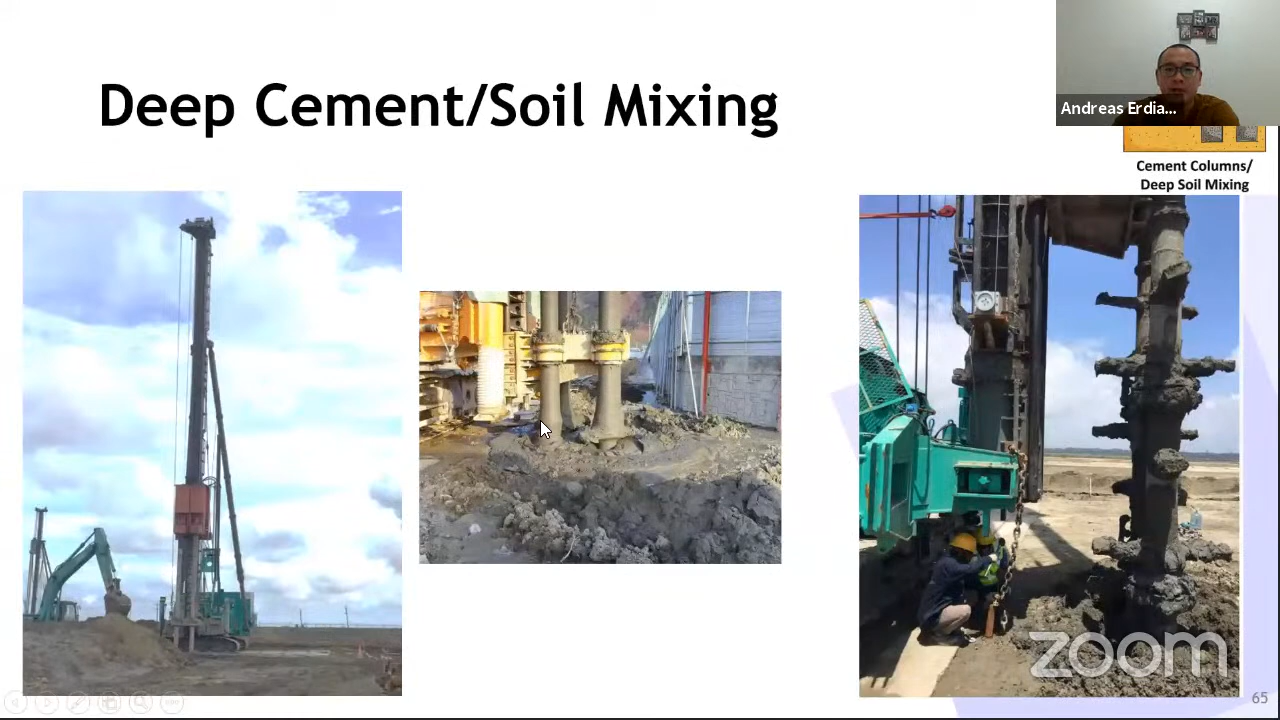 Deep Cement/Soil Mixing
Andreas Erdia...
Cement Columns/
Deep Soil Mixing
zoom
65